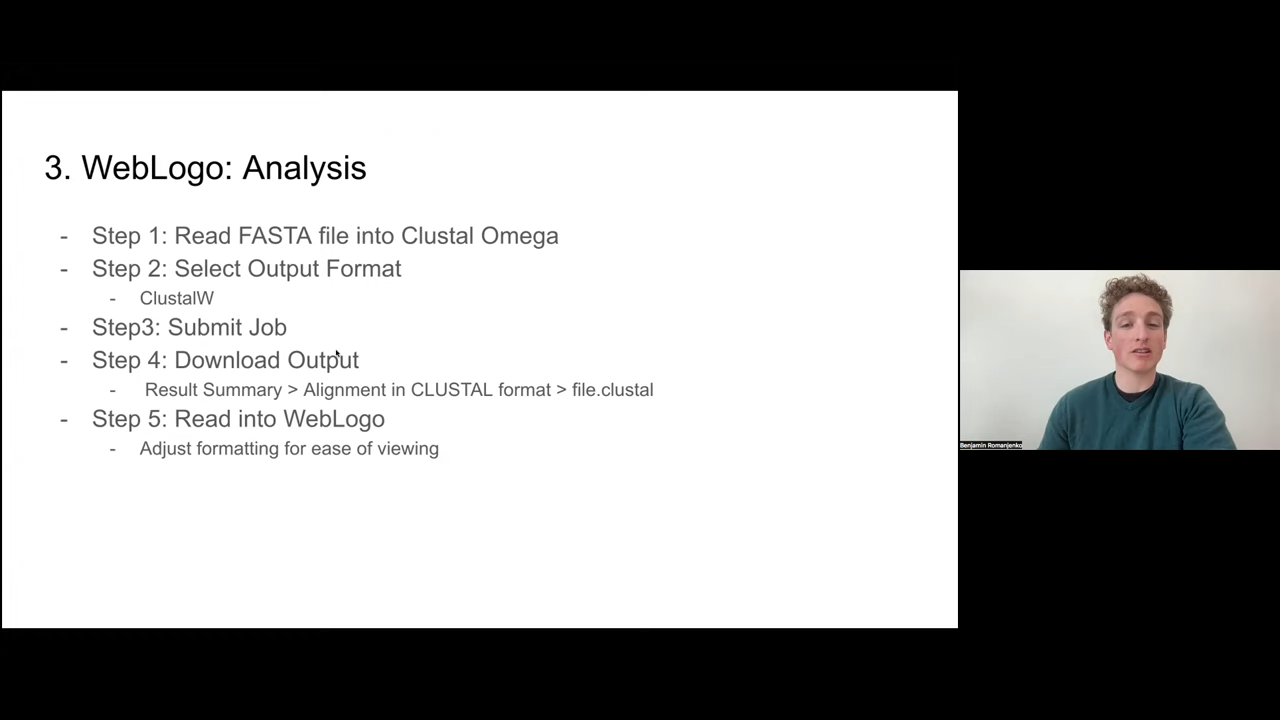 3. WebLogo: Analysis
- Step 1: Read FASTA file into Clustal Omega
- Step 2: Select Output Format
- ClustalW
- Step3: Submit Job
- Step 4: Download Output
- Result Summary > Alignment in CLUSTAL format > file.clustal
- Step 5: Read into WebLogo
- Adjust formatting for ease of viewing
Benjamin Romanjenko